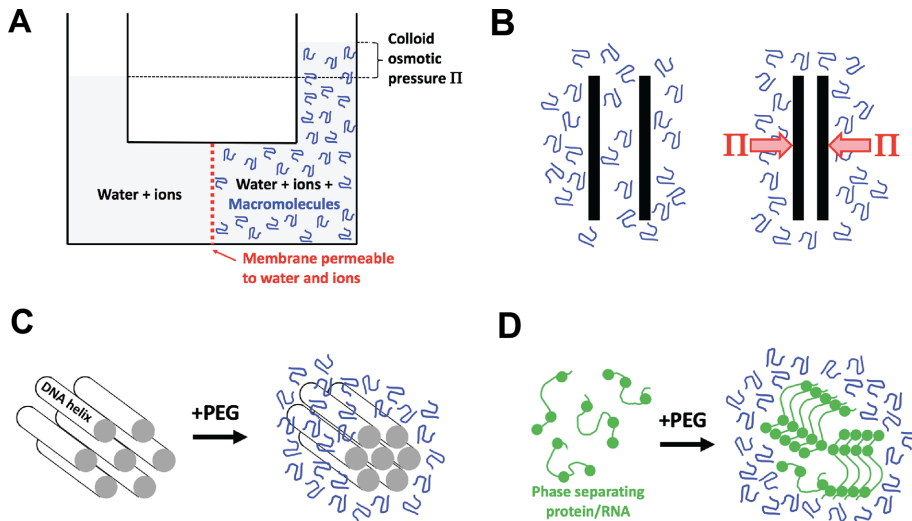 A
Colloid
osmotic
pressure Π
Water + ions
Water + ions +
Macromolecules
Membrane permeable
to water and ions
B
Π
Π
C
DNA helix
+PEG
D
+PEG
Phase separating
protein/RNA